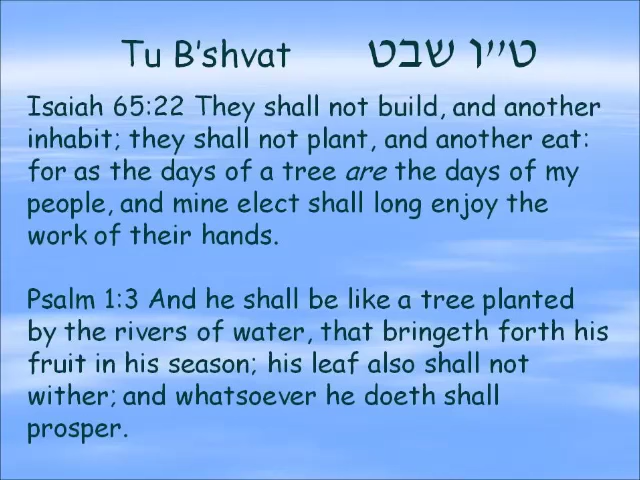 Tu B'shvat ט״ו שבט
Isaiah 65:22 They shall not build, and another
inhabit; they shall not plant, and another eat:
for as the days of a tree are the days of my
people, and mine elect shall long enjoy the
work of their hands.
Psalm 1:3 And he shall be like a tree planted
by the rivers of water, that bringeth forth his
fruit in his season; his leaf also shall not
wither; and whatsoever he doeth shall
prosper.